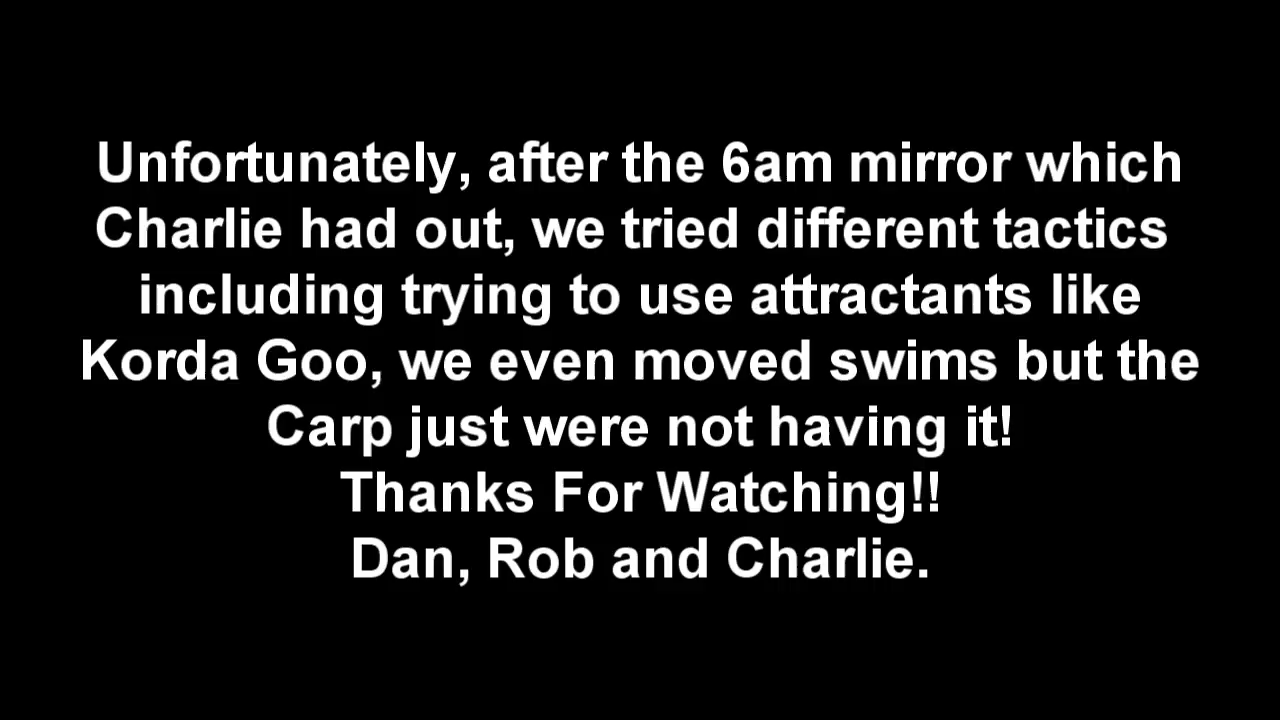 Unfortunately, after the 6am mirror which
Charlie had out, we tried different tactics
including trying to use attractants like
Korda Goo, we even moved swims but the
Carp just were not having it!
Thanks For Watching!!
Dan, Rob and Charlie.